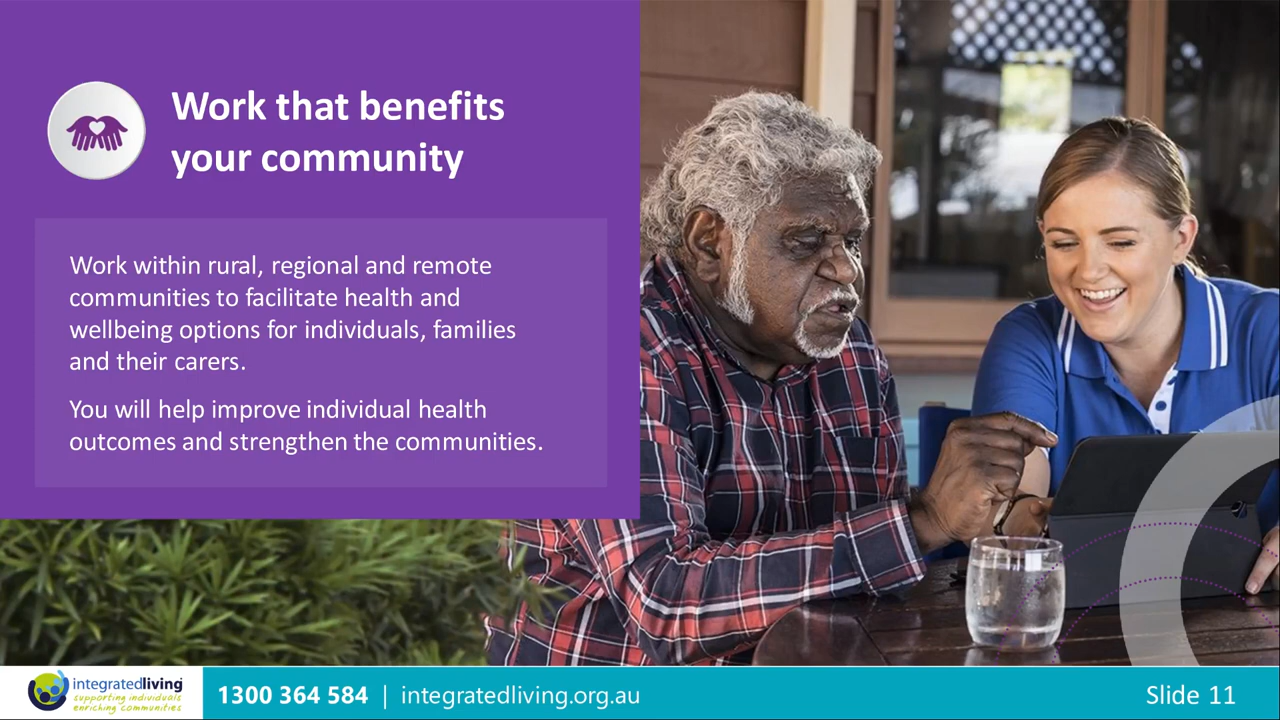 Work that benefits
your community
Work within rural, regional and remote
communities to facilitate health and
wellbeing options for individuals, families
and their carers.
You will help improve individual health
outcomes and strengthen the communities.
integratedliving
supporting individuals
enriching communities
1300 364 584 | integratedliving.org.au
Slide 11